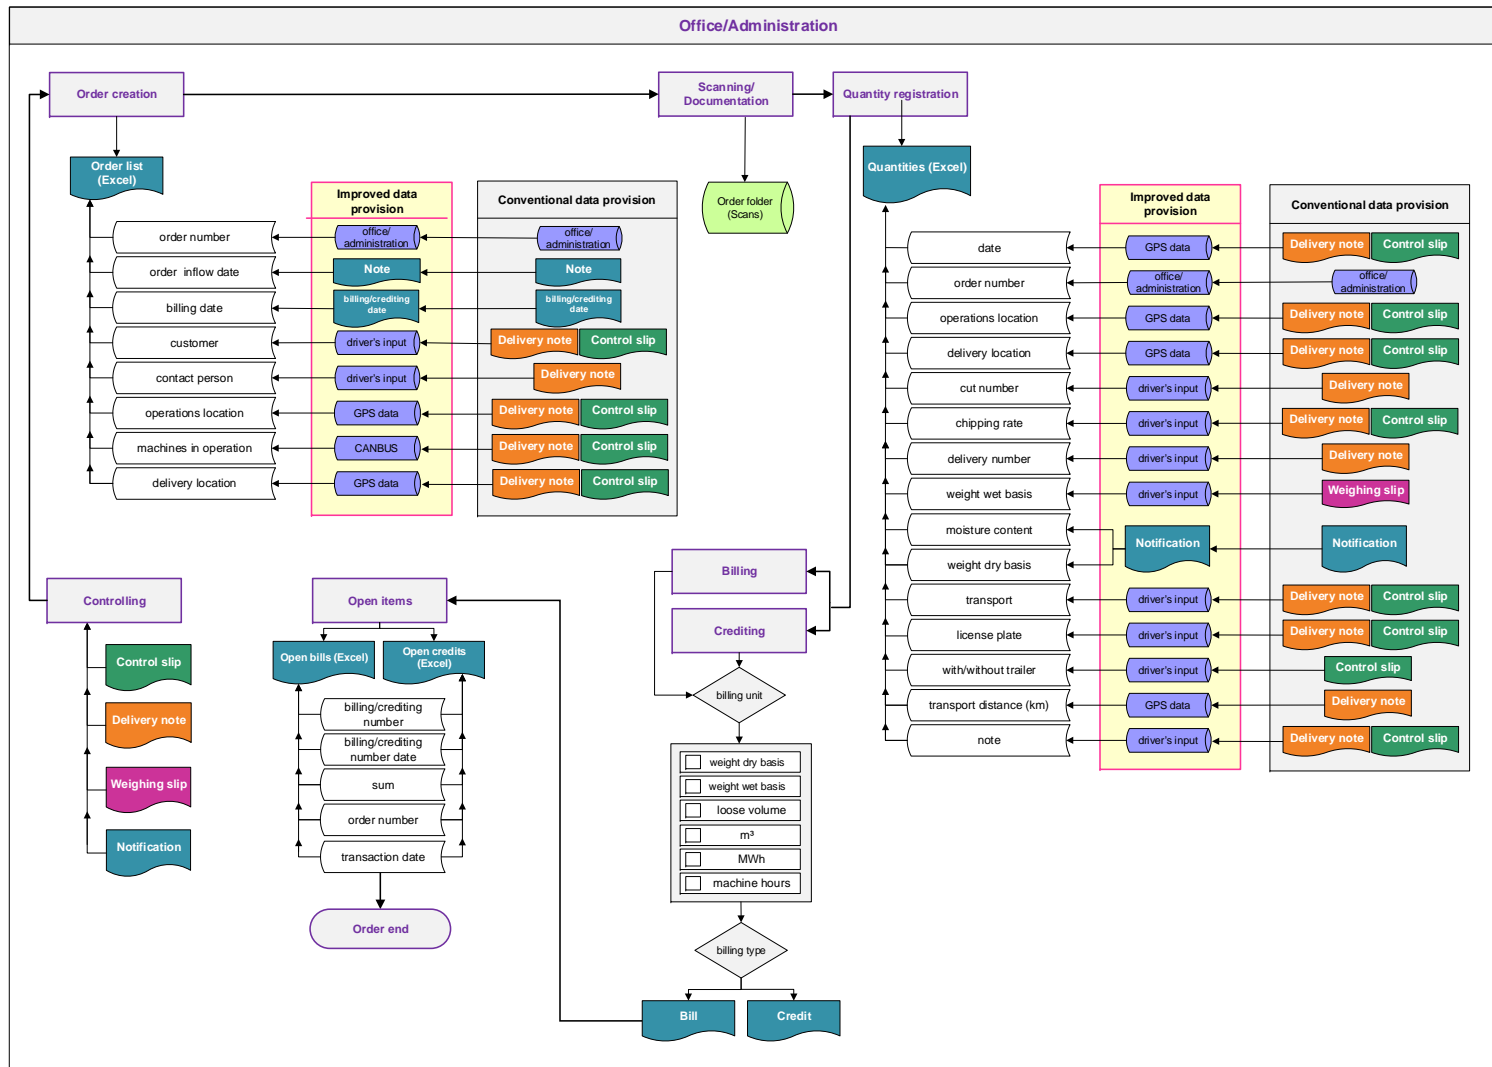 Office/Administration
Order creation
Scanning/
Documentation
Quantity registration
Order list
(Excel)
Improved data
provision
Conventional data provision
order number
office/
administration
office/
administration
order  inflow date
Note
Note
billing date
billing/crediting
date
billing/crediting
date
customer
driver's input
Delivery note
Control slip
contact person
driver's input
Delivery note
operations location
GPS data
Delivery note
Control slip
machines in operation
CANBUS
Delivery note
Control slip
delivery location
GPS data
Delivery note
Control slip
Order folder
(Scans)
Quantities (Excel)
Improved data
provision
Conventional data provision
date
GPS data
Delivery note
Control slip
order number
office/
administration
office/
administration
operations location
GPS data
Delivery note
Control slip
delivery location
GPS data
Delivery note
Control slip
cut number
driver's input
Delivery note
chipping rate
driver's input
Delivery note
Control slip
delivery number
driver's input
Delivery note
weight wet basis
driver's input
Weighing slip
moisture content
Notification
Notification
weight dry basis
transport
driver's input
Delivery note
Control slip
license plate
driver's input
Delivery note
Control slip
with/without trailer
driver's input
Control slip
transport distance (km)
GPS data
Delivery note
note
driver's input
Delivery note
Control slip
Controlling
Control slip
Delivery note
Weighing slip
Notification
Open items
Open bills (Excel)
Open credits
(Excel)
billing/crediting
number
billing/crediting
number date
sum
order number
transaction date
Order end
Billing
Crediting
billing unit
weight dry basis
weight wet basis
loose volume
m³
MWh
machine hours
billing type
Bill
Credit